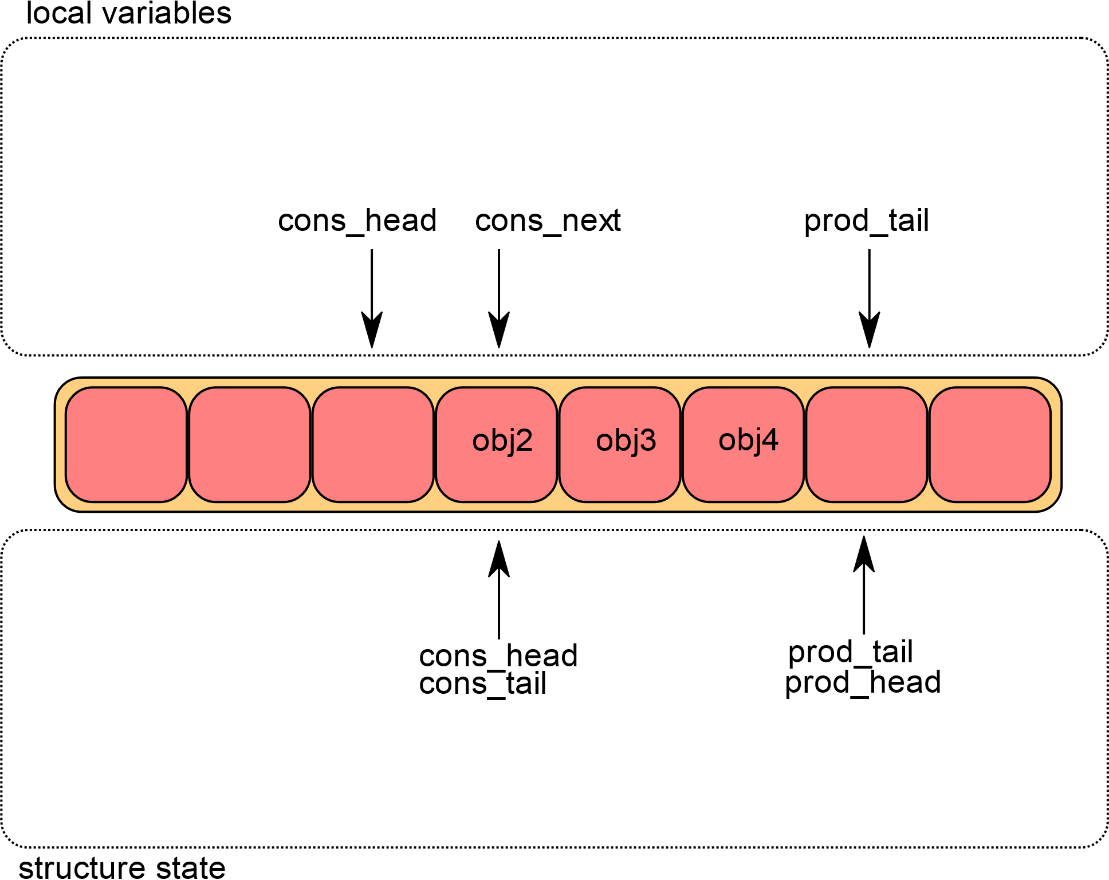 local variables
cons_head cons_next prod_tail
obj2 obj3 obj4
cons_head
cons_tail
prod_tail
prod_head
structure state